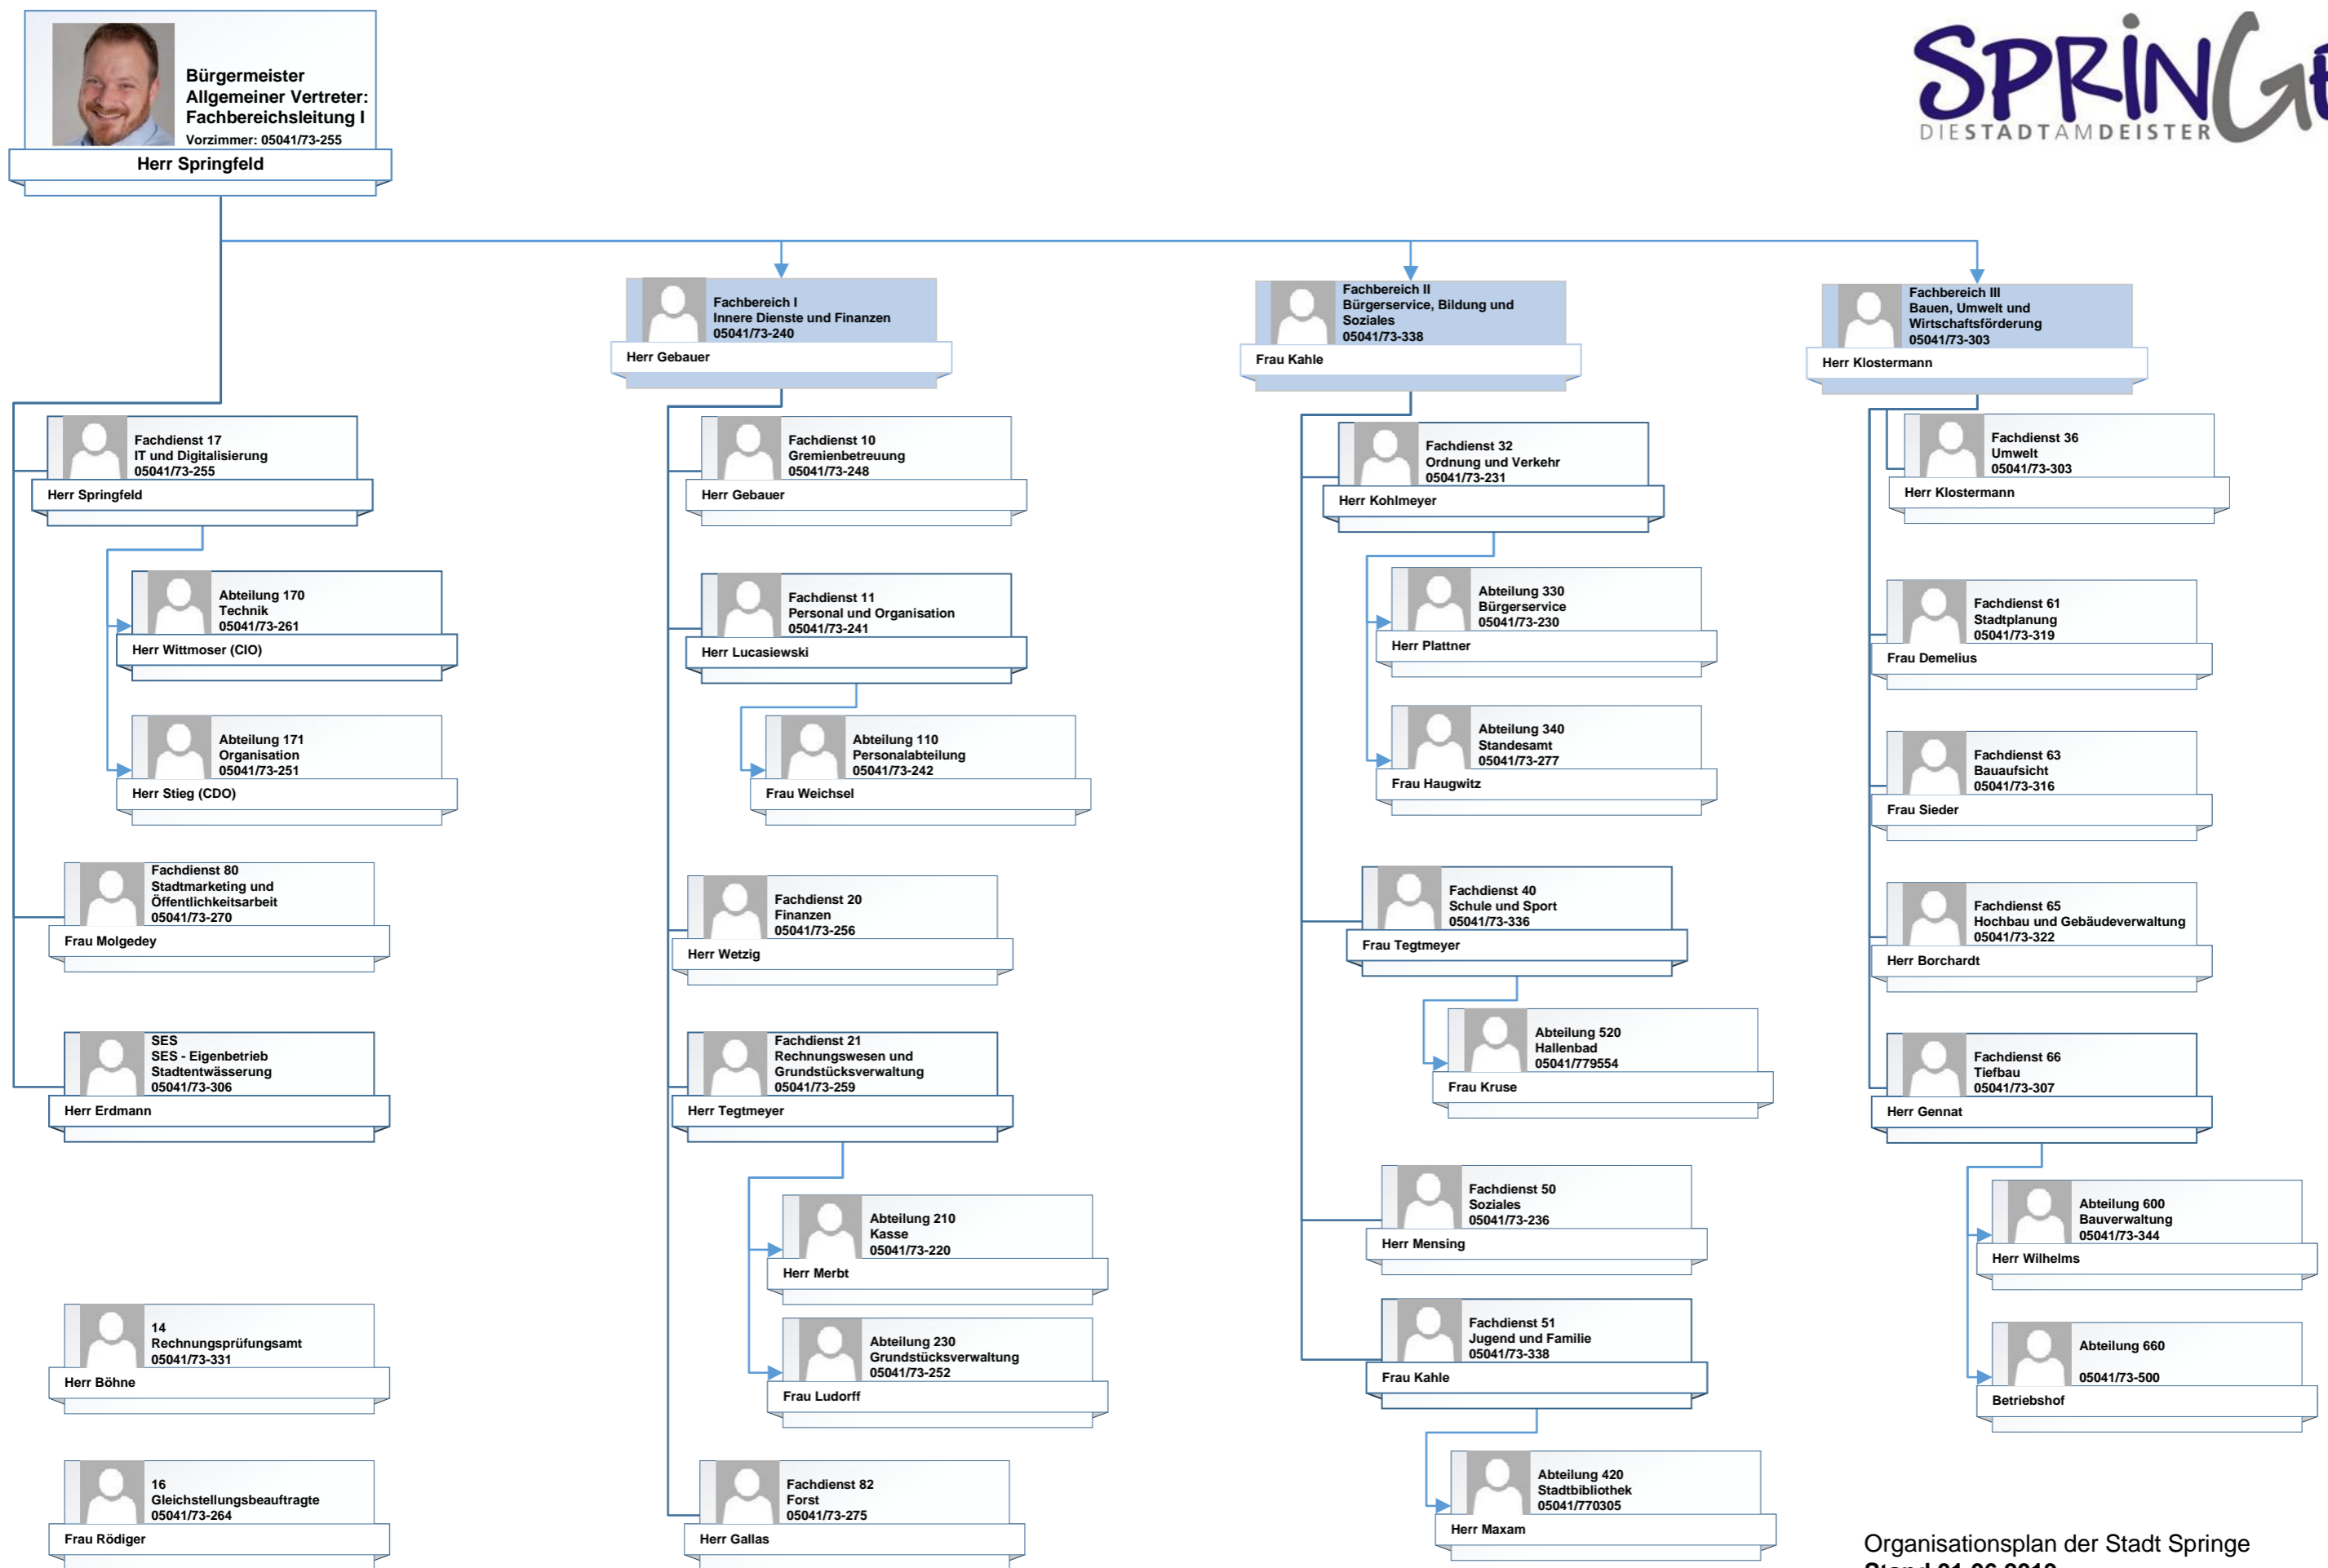 Bürgermeister
Allgemeiner Vertreter:
Fachbereichsleitung I
Vorzimmer: 05041/73-255
Herr Springfeld
SPRINGE
DIESTADTAMDEISTER
Fachdienst 17
IT und Digitalisierung
05041/73-255
Herr Springfeld
Abteilung 170
Technik
05041/73-261
Herr Wittmoser (CIO)
Abteilung 171
Organisation
05041/73-251
Herr Stieg (CDO)
Fachdienst 80
Stadtmarketing und
Öffentlichkeitsarbeit
05041/73-270
Frau Molgedey
SES
SES - Eigenbetrieb
Stadtentwässerung
05041/73-306
Herr Erdmann
14
Rechnungsprüfungsamt
05041/73-331
Herr Böhne
16
Gleichstellungsbeauftragte
05041/73-264
Frau Rödiger
Fachbereich I
Innere Dienste und Finanzen
05041/73-240
Herr Gebauer
Fachdienst 10
Gremienbetreuung
05041/73-248
Herr Gebauer
Fachdienst 11
Personal und Organisation
05041/73-241
Herr Lucasiewski
Abteilung 110
Personalabteilung
05041/73-242
Frau Weichsel
Fachdienst 20
Finanzen
05041/73-256
Herr Wetzig
Fachdienst 21
Rechnungswesen und
Grundstücksverwaltung
05041/73-259
Herr Tegtmeyer
Abteilung 210
Kasse
05041/73-220
Herr Merbt
Abteilung 230
Grundstücksverwaltung
05041/73-252
Frau Ludorff
Fachdienst 82
Forst
05041/73-275
Herr Gallas
Fachbereich II
Bürgerservice, Bildung und
Soziales
05041/73-338
Frau Kahle
Fachdienst 32
Ordnung und Verkehr
05041/73-231
Herr Kohlmeyer
Abteilung 330
Bürgerservice
05041/73-230
Herr Plattner
Abteilung 340
Standesamt
05041/73-277
Frau Haugwitz
Fachdienst 40
Schule und Sport
05041/73-336
Frau Tegtmeyer
Abteilung 520
Hallenbad
05041/779554
Frau Kruse
Fachdienst 50
Soziales
05041/73-236
Herr Mensing
Fachdienst 51
Jugend und Familie
05041/73-338
Frau Kahle
Abteilung 420
Stadtbibliothek
05041/770305
Herr Maxam
Fachbereich III
Bauen, Umwelt und
Wirtschaftsförderung
05041/73-303
Herr Klostermann
Fachdienst 36
Umwelt
05041/73-303
Herr Klostermann
Fachdienst 61
Stadtplanung
05041/73-319
Frau Demelius
Fachdienst 63
Bauaufsicht
05041/73-316
Frau Sieder
Fachdienst 65
Hochbau und Gebäudeverwaltung
05041/73-322
Herr Borchardt
Fachdienst 66
Tiefbau
05041/73-307
Herr Gennat
Abteilung 600
Bauverwaltung
05041/73-344
Herr Wilhelms
Abteilung 660
05041/73-500
Betriebshof
Organisationsplan der Stadt Springe
Stand 01.06.2019